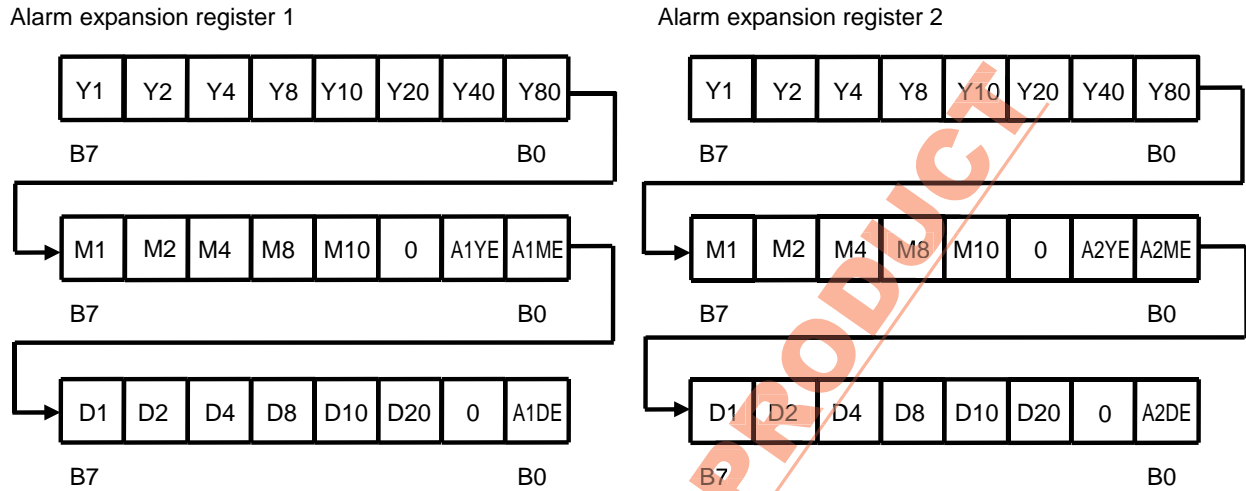 Alarm expansion register 1
Y1 Y2 Y4 Y8 Y10 Y20 Y40 Y80
B7 B0
M1 M2 M4 M8 M10 0 A1YE A1ME
B7 B0
D1 D2 D4 D8 D10 D20 0 A1DE
B7 B0
Alarm expansion register 2
Y1 Y2 Y4 Y8 Y10 Y20 Y40 Y80
B7 B0
M1 M2 M4 M8 M10 0 A2YE A2ME
B7 B0
D1 D2 D4 D8 D10 D20 0 A2DE
B7 B0
PRODUCT